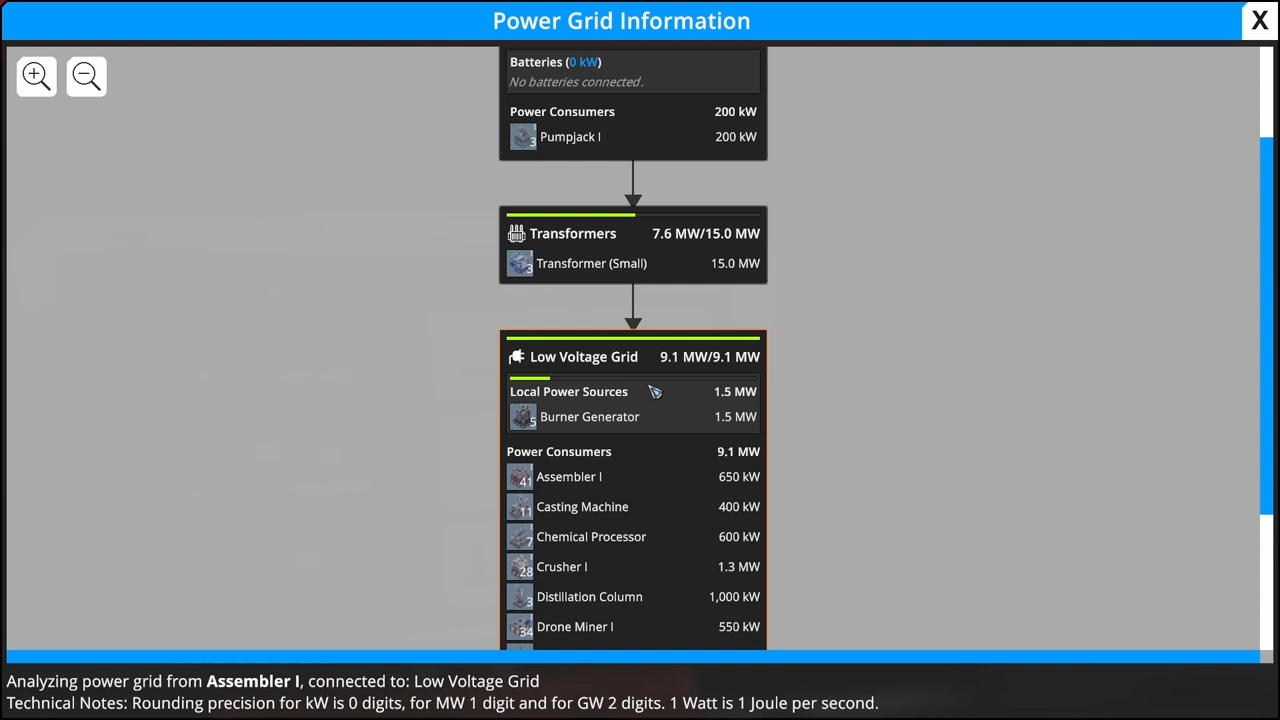 Power Grid Information
X
Batteries (0 kW)
No batteries connected.
Power Consumers 200 kW
3 Pumpjack I 200 kW
Transformers 7.6 MW/15.0 MW
3 Transformer (Small) 15.0 MW
Low Voltage Grid 9.1 MW/9.1 MW
Local Power Sources 1.5 MW
5 Burner Generator 1.5 MW
Power Consumers 9.1 MW
41 Assembler I 650 kW
11 Casting Machine 400 kW
7 Chemical Processor 600 kW
28 Crusher I 1.3 MW
3 Distillation Column 1,000 kW
34 Drone Miner I 550 kW
Analyzing power grid from Assembler I, connected to: Low Voltage Grid
Technical Notes: Rounding precision for kW is 0 digits, for MW 1 digit and for GW 2 digits. 1 Watt is 1 Joule per second.